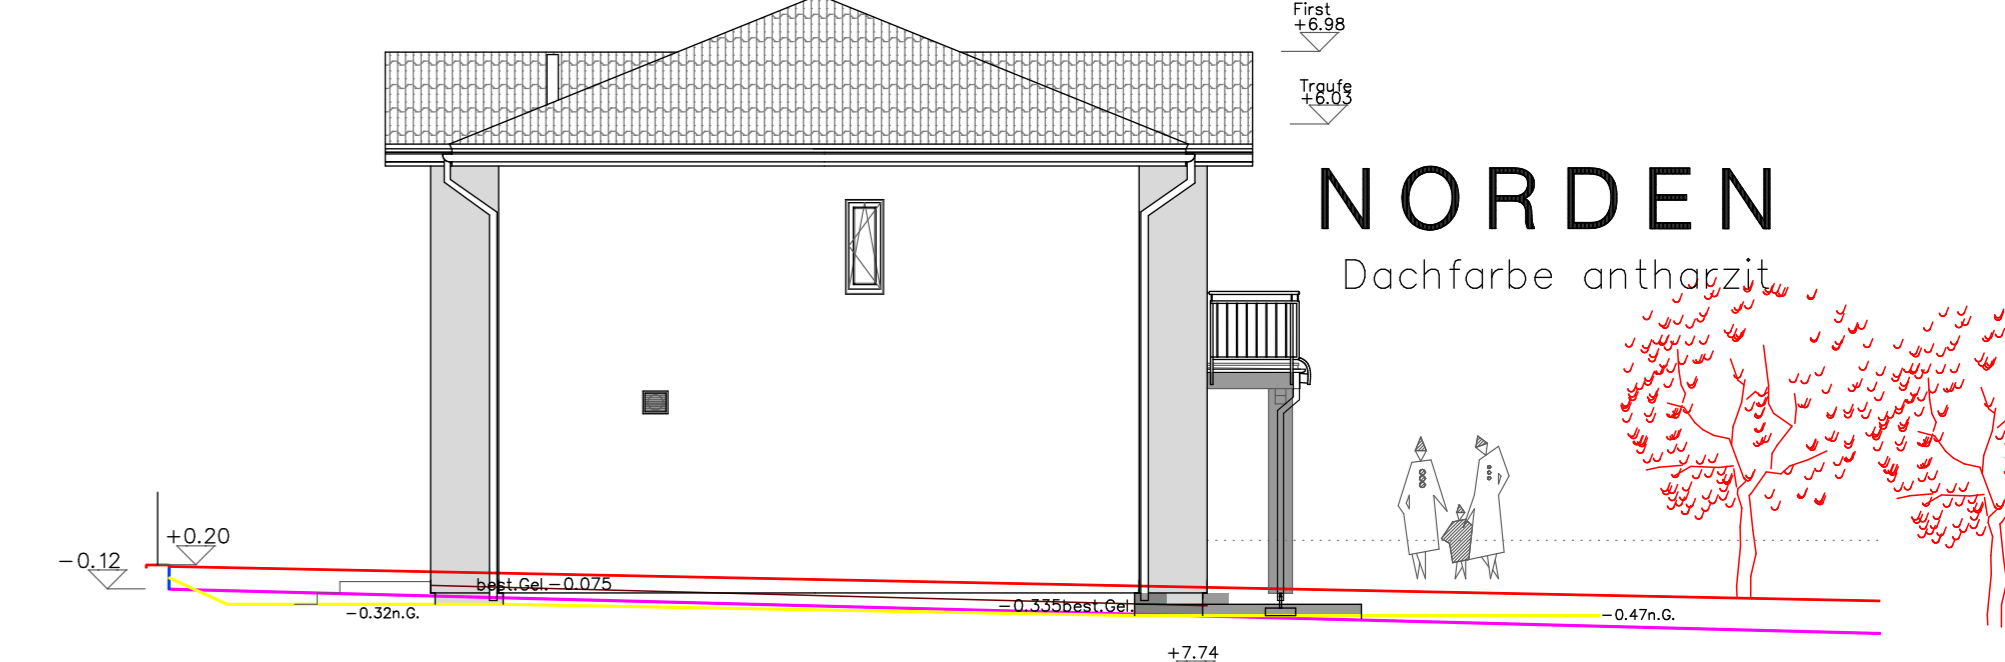 First
+6.98
Traufe
+6.03
NORDEN
Dachfarbe antharzit
+0.20
-0.12
best.Gel.-0.075
-0.335best.Gel.
-0.32n.G.
-0.47n.G.
+7.74